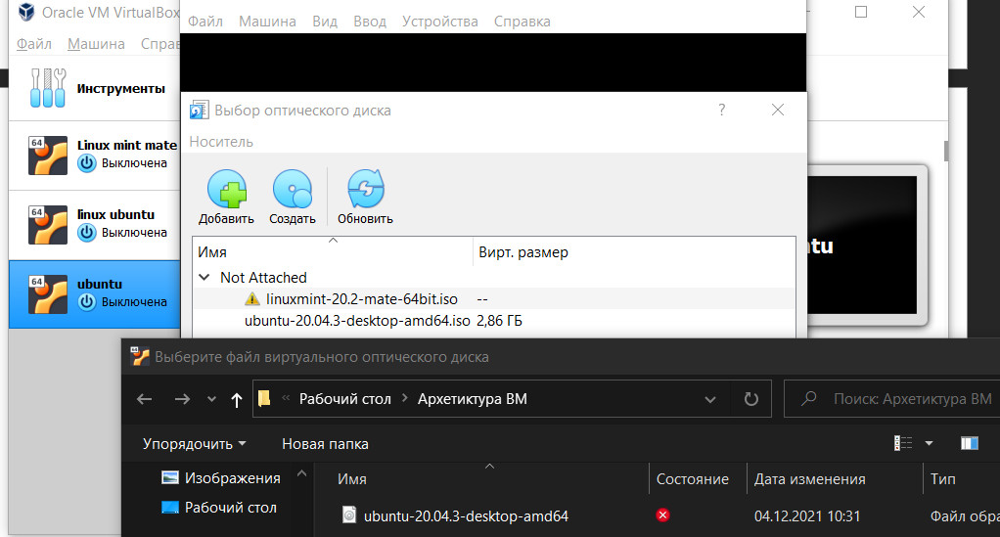 Oracle VM VirtualBox
Файл Машина Справ
Инструменты
64
Linux mint mate
Выключена
64
linux ubuntu
Выключена
64
ubuntu
Выключена
Файл Машина Вид Ввод Устройства Справка
Выбор оптического диска
?
Носитель
Добавить Создать Обновить
Имя Вирт. размер
Not Attached
linuxmint-20.2-mate-64bit.iso --
ubuntu-20.04.3-desktop-amd64.iso 2,86 ГБ
ntu
Выберите файл виртуального оптического диска
« Рабочий стол > Архетиктура ВМ
Поиск: Архетиктура ВМ
Упорядочить Новая папка
Изображения
Рабочий стол
Имя Состояние Дата изменения Тип
ubuntu-20.04.3-desktop-amd64 04.12.2021 10:31 Файл обра